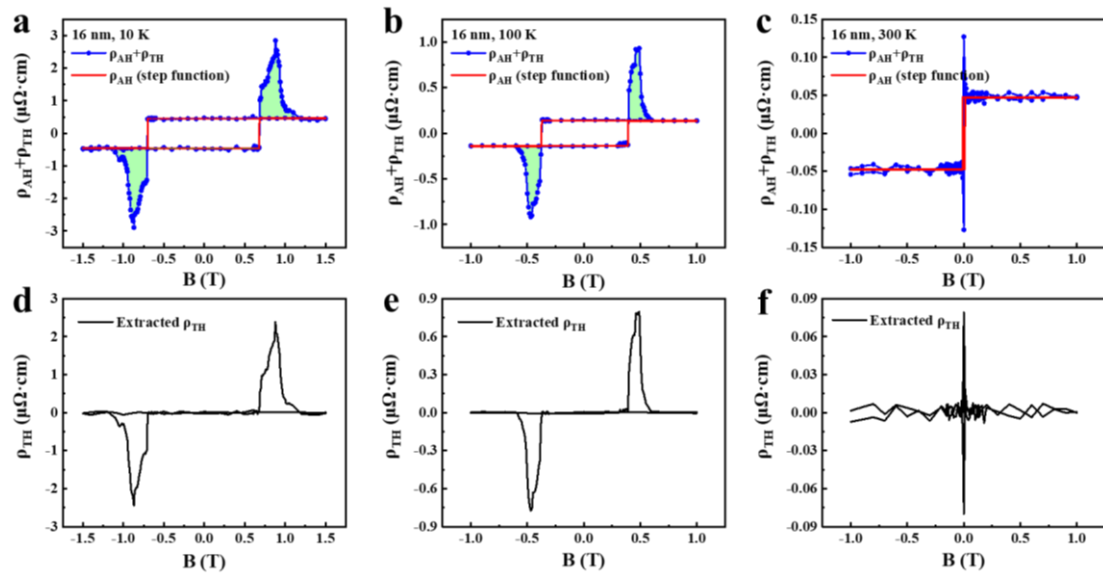 a
16 nm, 10 K
ρAH+ρTH
ρAH (step function)
ρAH+ρTH (μΩ·cm)
3
2
1
0
-1
-2
-3
-1.5 -1.0 -0.5 0.0 0.5 1.0 1.5
B (T)
b
16 nm, 100 K
ρAH+ρTH
ρAH (step function)
ρAH+ρTH (μΩ·cm)
1.0
0.5
0.0
-0.5
-1.0
-1.0 -0.5 0.0 0.5 1.0
B (T)
c
16 nm, 300 K
ρAH+ρTH
ρAH (step function)
ρAH+ρTH (μΩ·cm)
0.15
0.10
0.05
0.00
-0.05
-0.10
-0.15
-1.0 -0.5 0.0 0.5 1.0
B (T)
d
Extracted ρTH
ρTH (μΩ·cm)
3
2
1
0
-1
-2
-3
-1.5 -1.0 -0.5 0.0 0.5 1.0 1.5
B (T)
e
Extracted ρTH
ρTH (μΩ·cm)
0.9
0.6
0.3
0.0
-0.3
-0.6
-0.9
-1.0 -0.5 0.0 0.5 1.0
B (T)
f
Extracted ρTH
ρTH (μΩ·cm)
0.09
0.06
0.03
0.00
-0.03
-0.06
-0.09
-1.0 -0.5 0.0 0.5 1.0
B (T)